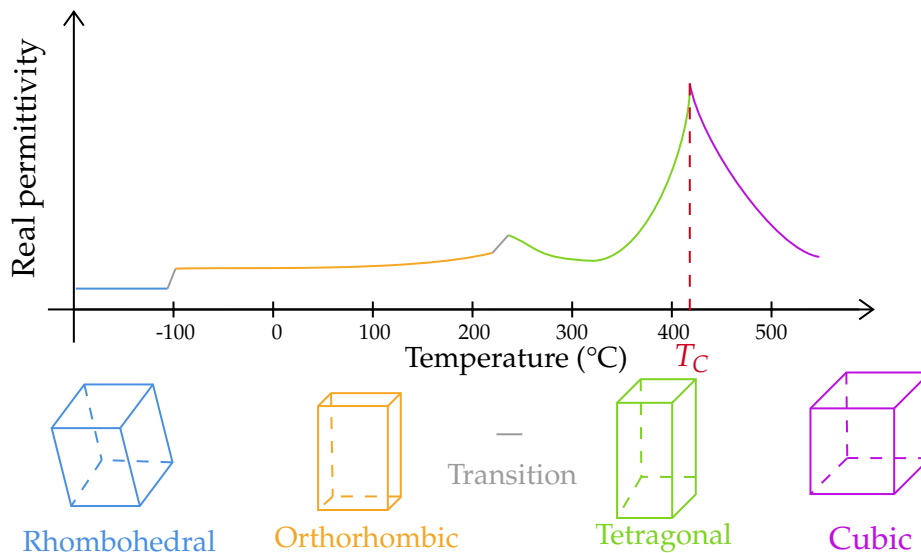 Real permittivity
-100 0 100 200 300 400 500
Temperature (°C)
T_C
Transition
Rhombohedral
Orthorhombic
Tetragonal
Cubic